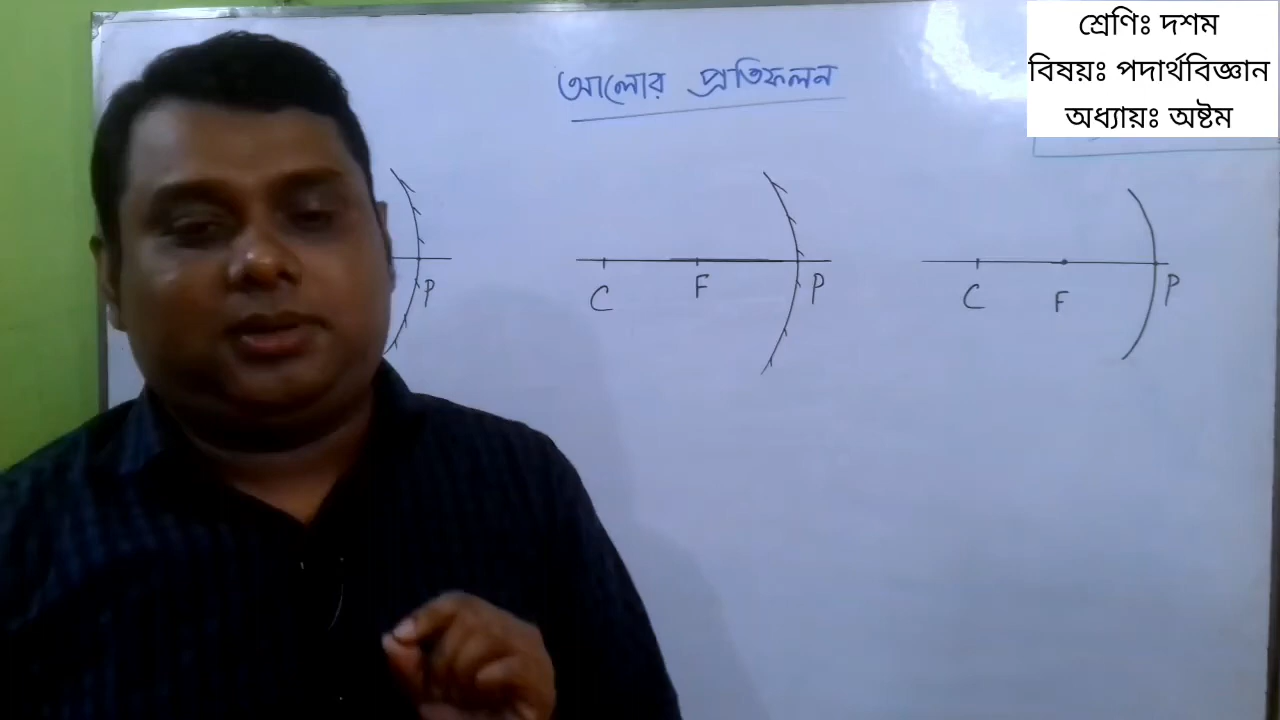 শ্রেণিঃ দশম
বিষয়ঃ পদার্থবিজ্ঞান
অধ্যায়ঃ অষ্টম
আলোর প্রতিফলন
P
C F P
C F P